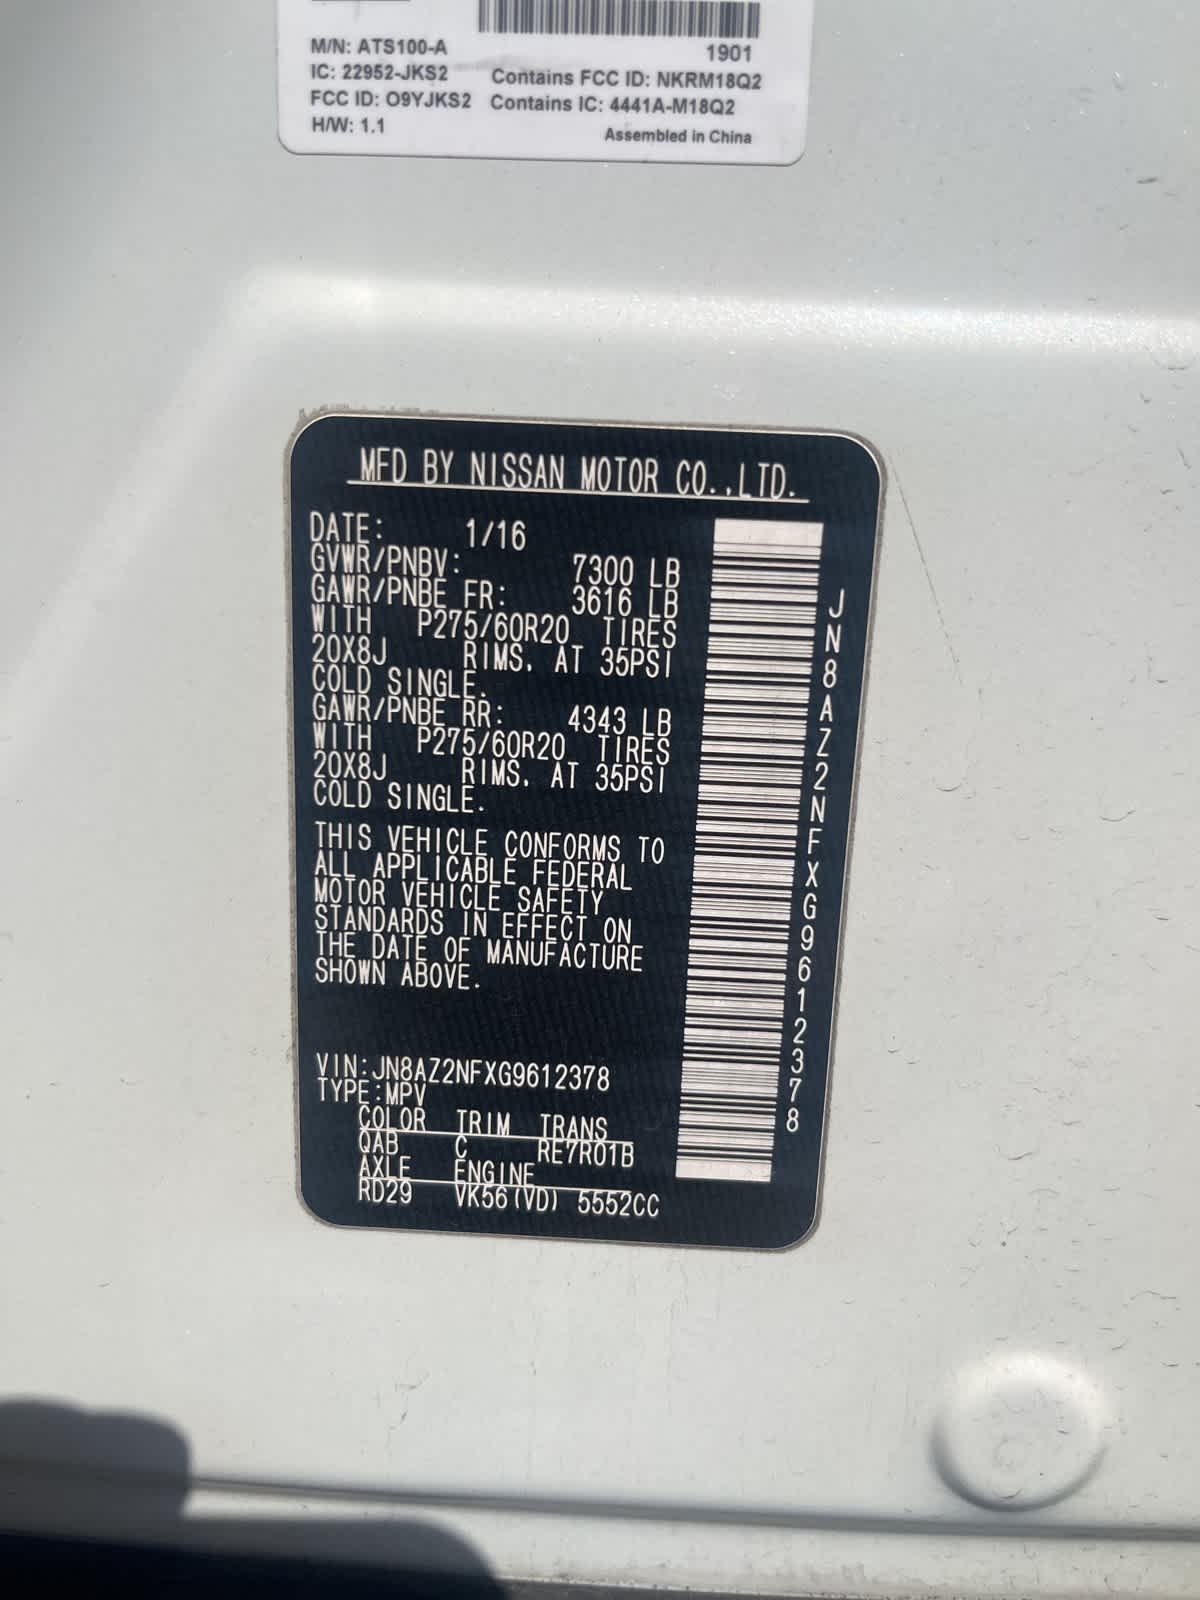 M/N: ATS100-A
1901
IC: 22952-JKS2 Contains FCC ID: NKRM18Q2
FCC ID: O9YJKS2 Contains IC: 4441A-M18Q2
H/W: 1.1 Assembled in China
MFD BY NISSAN MOTOR CO.,LTD.
DATE: 1/16
GVWR/PNBV: 7300 LB
GAWR/PNBE FR: 3616 LB
WITH P275/60R20 TIRES
20X8J RIMS. AT 35PSI
COLD SINGLE.
GAWR/PNBE RR: 4343 LB
WITH P275/60R20 TIRES
20X8J RIMS. AT 35PSI
COLD SINGLE.
THIS VEHICLE CONFORMS TO
ALL APPLICABLE FEDERAL
MOTOR VEHICLE SAFETY
STANDARDS IN EFFECT ON
THE DATE OF MANUFACTURE
SHOWN ABOVE.
VIN:JN8AZ2NFXG9612378
TYPE:MPV
COLOR TRIM TRANS
QAB C RE7R01B
AXLE ENGINE
RD29 VK56(VD) 5552CC
JN8AZ2NFXG9612378